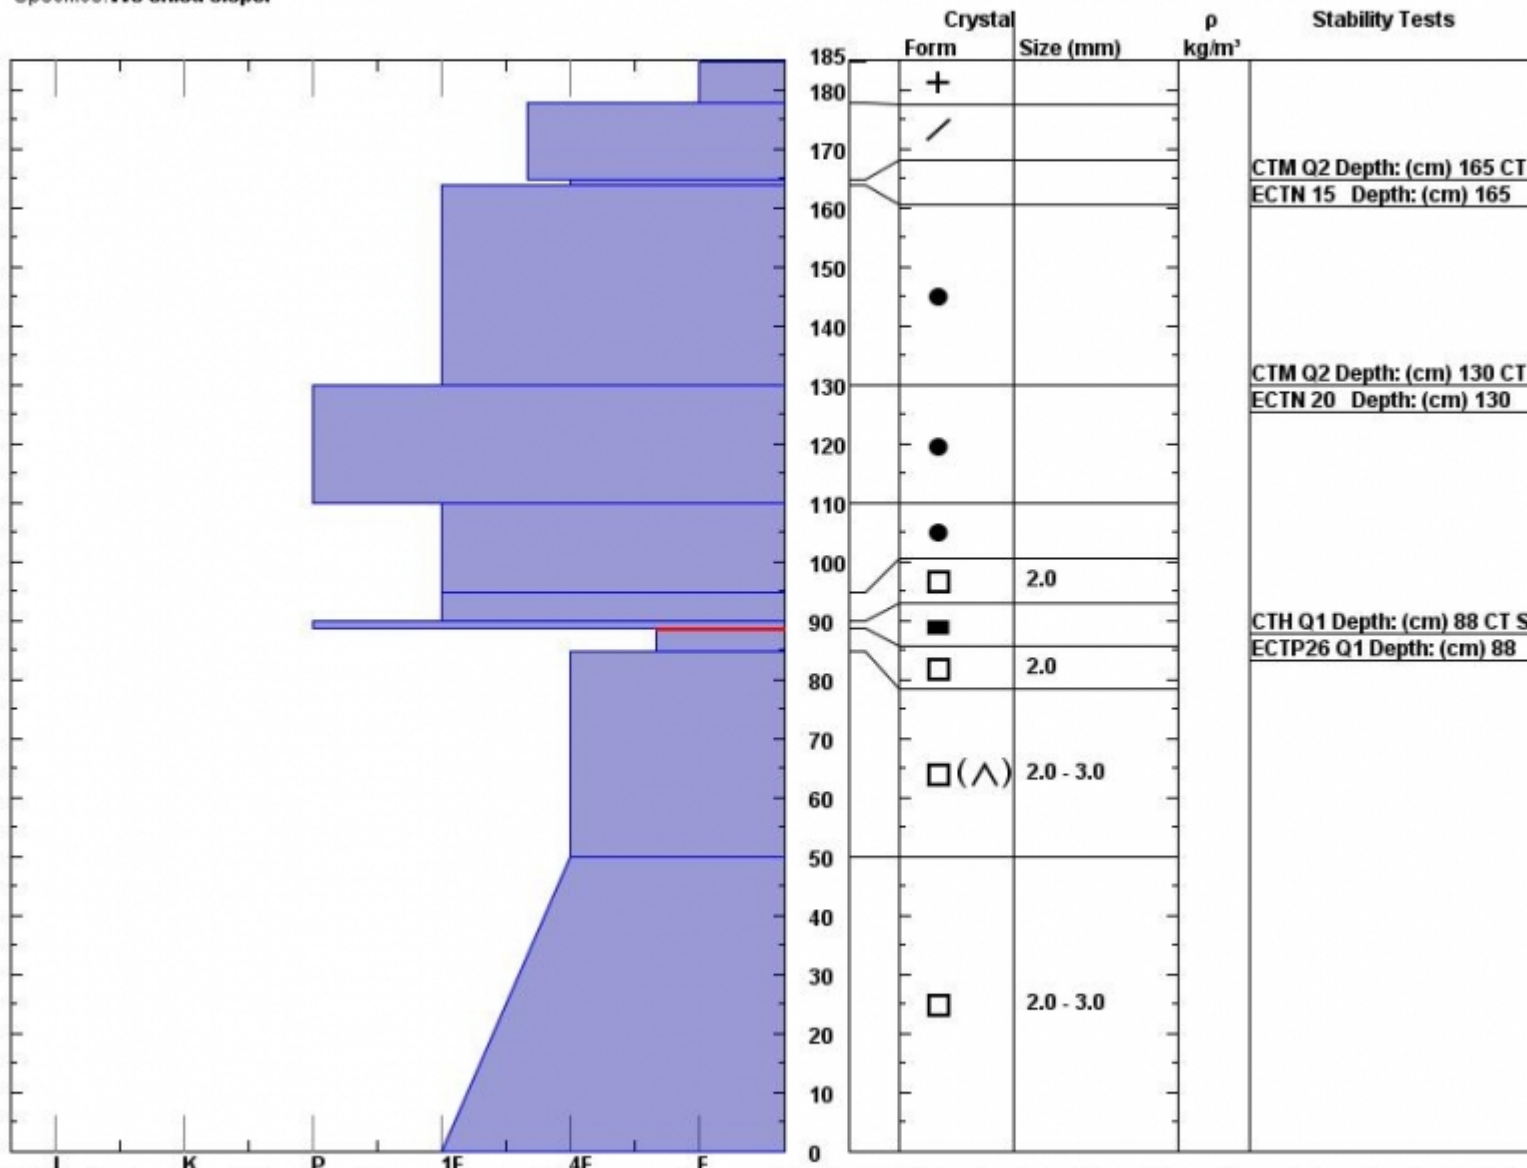 Crystal ρ Stability Tests
Form Size (mm) kg/m³
185
180
170
CTM Q2 Depth: (cm) 165 CT
ECTN 15 Depth: (cm) 165
160
150
140
130
CTM Q2 Depth: (cm) 130 CT
ECTN 20 Depth: (cm) 130
120
110
100
2.0
90
CTH Q1 Depth: (cm) 88 CT S
ECTP26 Q1 Depth: (cm) 88
2.0
80
70
2.0 - 3.0
60
50
40
30
2.0 - 3.0
20
10
0
I K P 1F 4F F